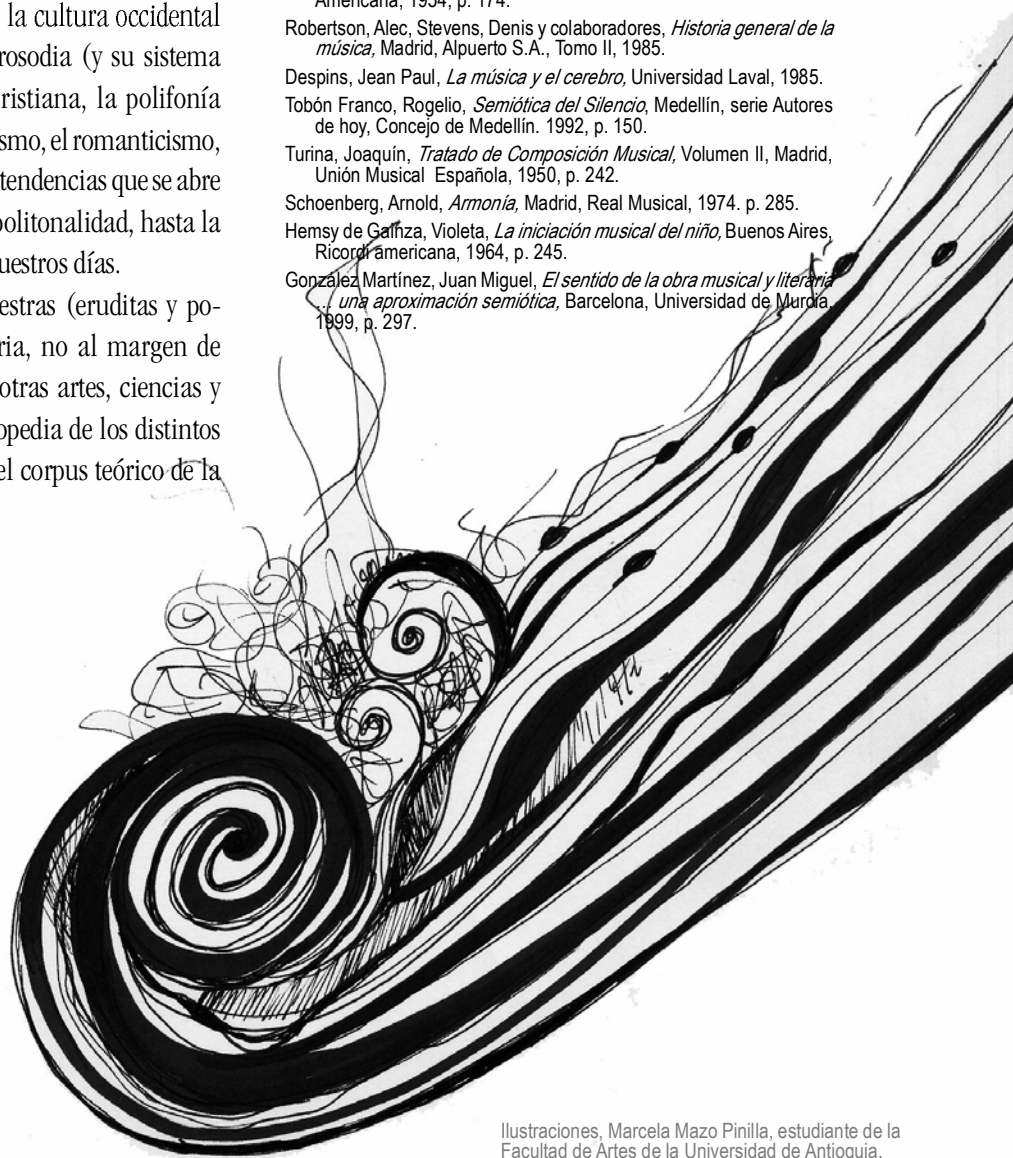 la cultura occidental
rosodia (y su sistema
ristiana, la polifonía
smo, el romanticismo,
tendencias que se abre
politonalidad, hasta la
uestros días.
estras (eruditas y po-
ria, no al margen de
otras artes, ciencias y
opedia de los distintos
el corpus teórico de la
Americana, 1954, p. 174.
Robertson, Alec, Stevens, Denis y colaboradores, Historia general de la
música, Madrid, Alpuerto S.A., Tomo II, 1985.
Despins, Jean Paul, La música y el cerebro, Universidad Laval, 1985.
Tobón Franco, Rogelio, Semiótica del Silencio, Medellín, serie Autores
de hoy, Concejo de Medellín. 1992, p. 150.
Turina, Joaquín, Tratado de Composición Musical, Volumen II, Madrid,
Unión Musical Española, 1950, p. 242.
Schoenberg, Arnold, Armonía, Madrid, Real Musical, 1974. p. 285.
Hemsy de Gainza, Violeta, La iniciación musical del niño, Buenos Aires,
Ricordi americana, 1964, p. 245.
González Martínez, Juan Miguel, El sentido de la obra musical y literaria
... una aproximación semiótica, Barcelona, Universidad de Murcia,
1999, p. 297.
Ilustraciones, Marcela Mazo Pinilla, estudiante de la
Facultad de Artes de la Universidad de Antioquia.